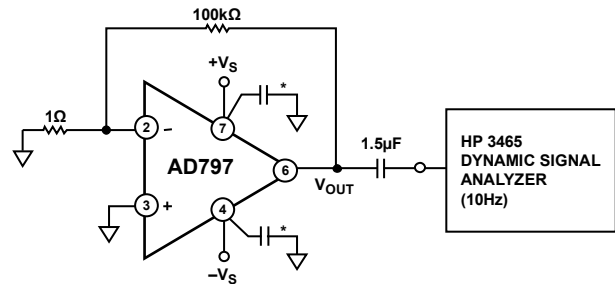 100kΩ
+VS
*
1Ω
2
−
7
1.5µF
HP 3465
DYNAMIC SIGNAL
ANALYZER
(10Hz)
AD797
6
VOUT
3
+
4
*
−VS